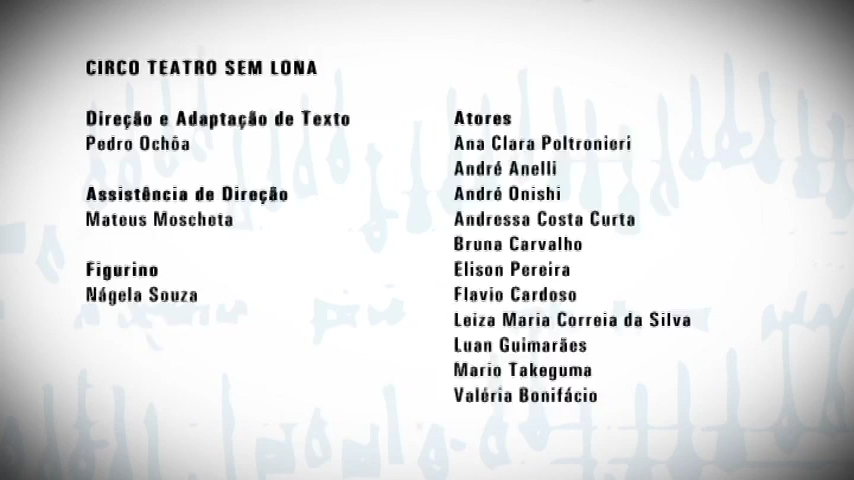 CIRCO TEATRO SEM LONA
Direção e Adaptação de Texto
Pedro Ochôa
Assistência de Direção
Mateus Moscheta
Figurino
Nágela Souza
Atores
Ana Clara Poltronieri
André Anelli
André Onishi
Andressa Costa Curta
Bruna Carvalho
Elison Pereira
Flavio Cardoso
Leiza Maria Correia da Silva
Luan Guimarães
Mario Takeguma
Valéria Bonifácio